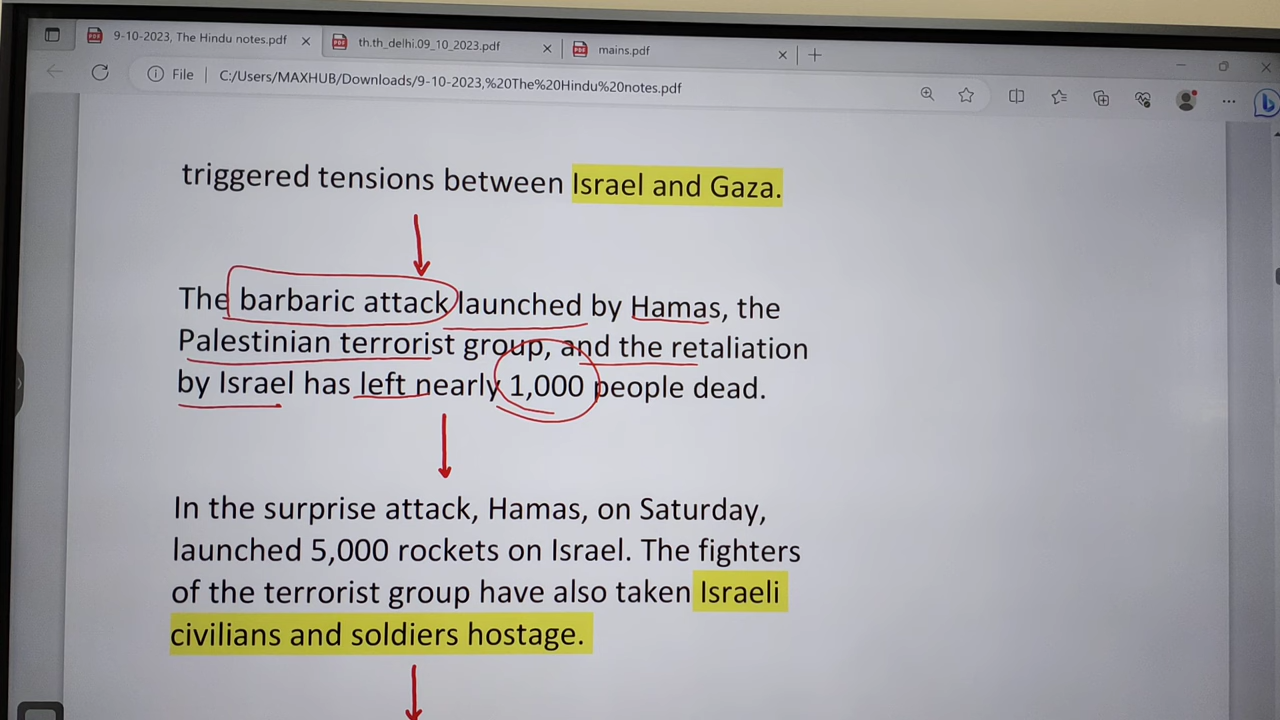 9-10-2023, The Hindu notes.pdf
th.th_delhi.09_10_2023.pdf
mains.pdf
File
C:/Users/MAXHUB/Downloads/9-10-2023,%20The%20Hindu%20notes.pdf
triggered tensions between Israel and Gaza.
The barbaric attack launched by Hamas, the
Palestinian terrorist group, and the retaliation
by Israel has left nearly 1,000 people dead.
In the surprise attack, Hamas, on Saturday,
launched 5,000 rockets on Israel. The fighters
of the terrorist group have also taken Israeli
civilians and soldiers hostage.